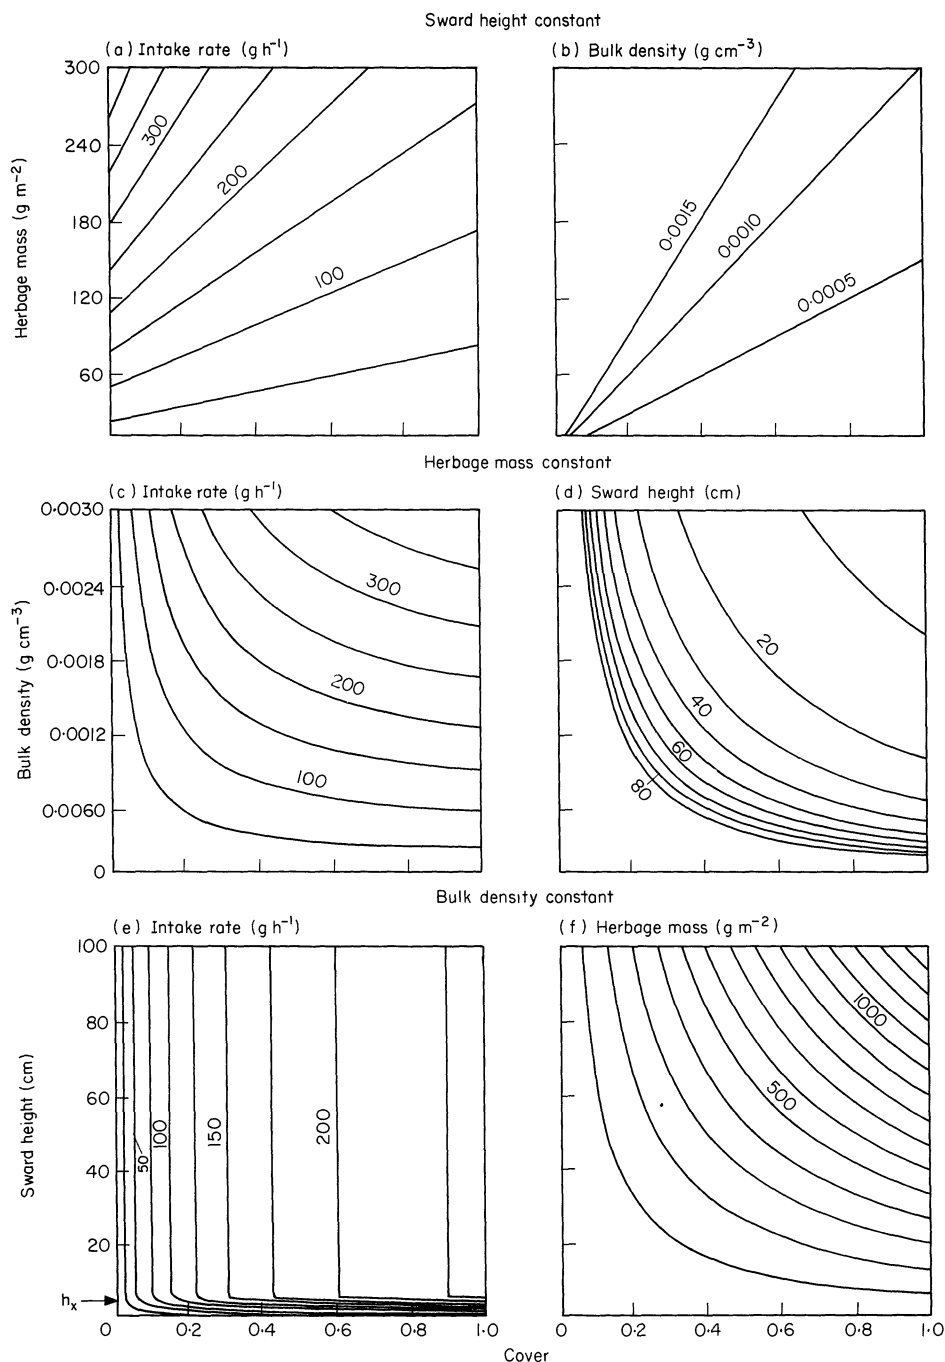 Sward height constant
(a) Intake rate (g h⁻¹)
(b) Bulk density (g cm⁻³)
Herbage mass (g m⁻²)
300
240
180
120
60
300
200
100
0·0015
0·0010
0·0005
Herbage mass constant
(c) Intake rate (g h⁻¹)
(d) Sward height (cm)
Bulk density (g cm⁻³)
0·0030
0·0024
0·0018
0·0012
0·0060
0
300
200
100
20
40
60
80
Bulk density constant
(e) Intake rate (g h⁻¹)
(f) Herbage mass (g m⁻²)
Sward height (cm)
100
80
60
40
20
hₓ
50
100
150
200
1000
500
0 0·2 0·4 0·6 0·8 1·0
0 0·2 0·4 0·6 0·8 1·0
Cover